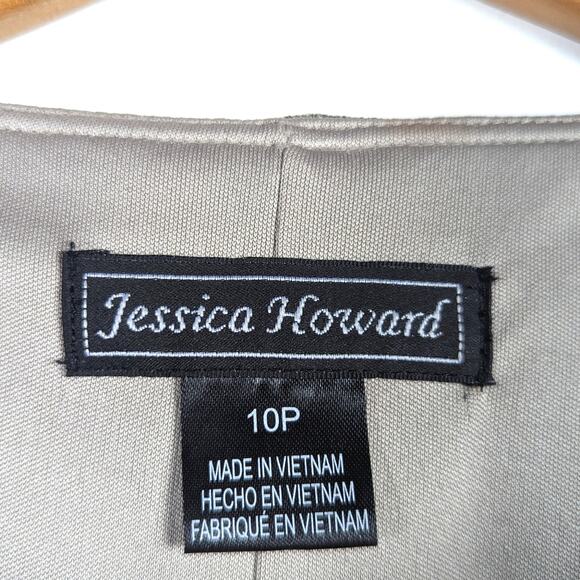 Jessica Howard
10P
MADE IN VIETNAM
HECHO EN VIETNAM
FABRIQUÉ EN VIETNAM